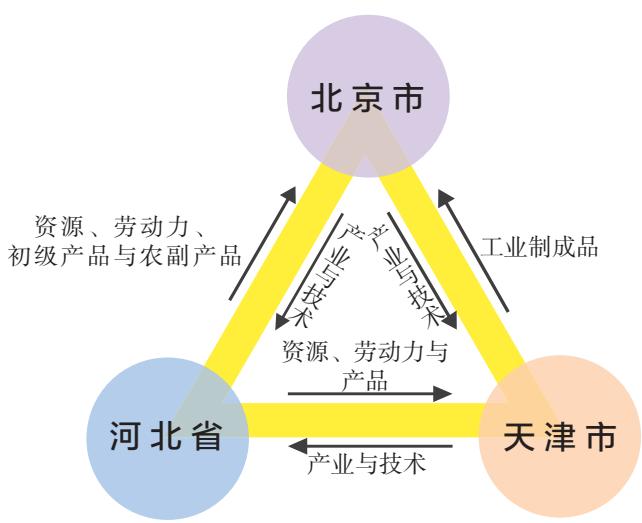 北京市
资源、劳动力、
初级产品与农副产品
产业与技术
产业与技术
工业制成品
资源、劳动力与
产品
河北省
天津市
产业与技术